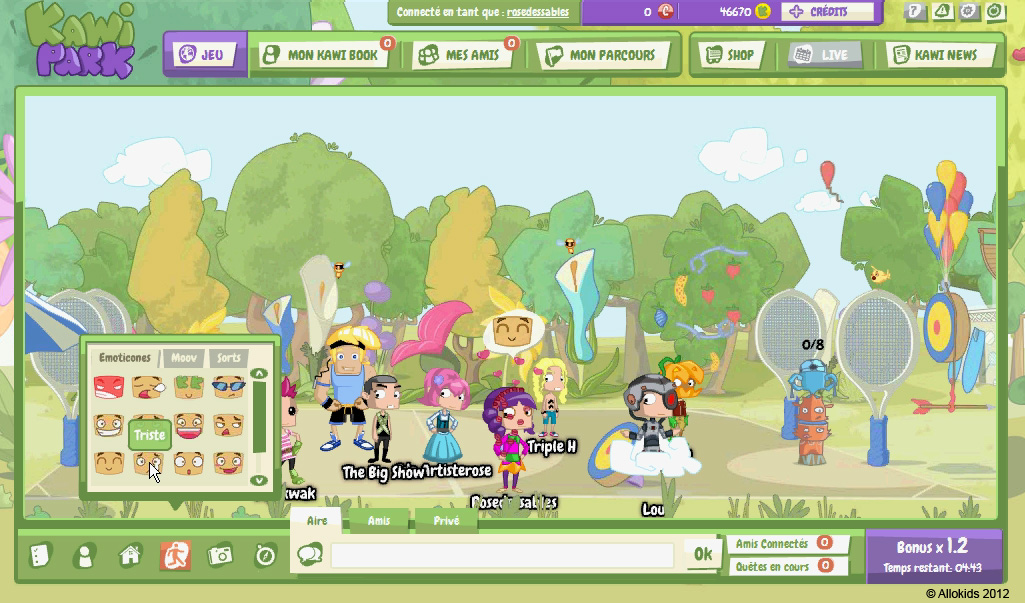 KAWI PARK
Connecté en tant que : rosedessables
0
46670
CRÉDITS
?
JEU
MON KAWI BOOK
0
MES AMIS
0
MON PARCOURS
SHOP
LIVE
KAWI NEWS
0/8
Emoticones
Moov
Sorts
Triste
kwak
The Big Show
Artisterose
Triple H
Rosedessables
Lou
Aire
Amis
Privé
Ok
Amis Connectés 0
Quêtes en cours 0
Bonus x 1.2
Temps restant: 04:43
© Allokids 2012